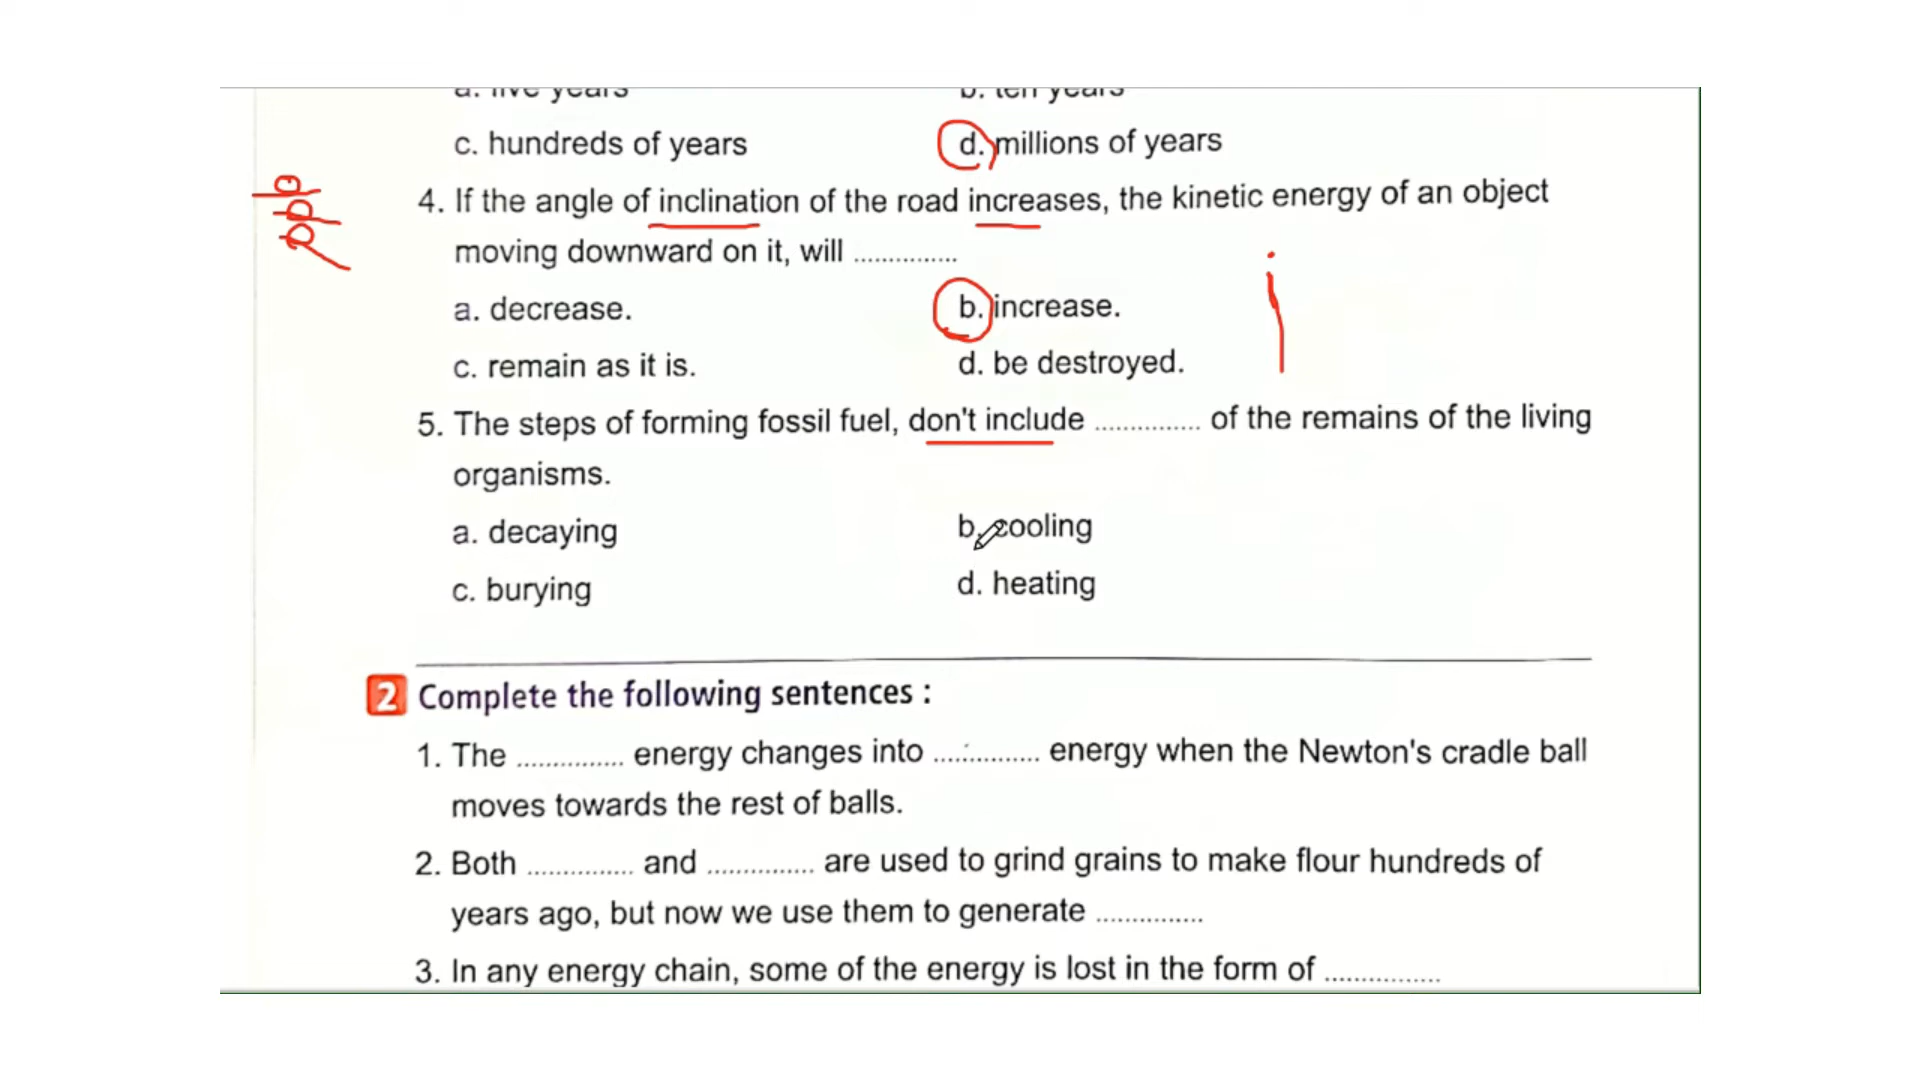 a. five years b. ten years
c. hundreds of years d. millions of years
4. If the angle of inclination of the road increases, the kinetic energy of an object
moving downward on it, will ...............
a. decrease. b. increase.
c. remain as it is. d. be destroyed.
5. The steps of forming fossil fuel, don't include ............... of the remains of the living
organisms.
a. decaying b. cooling
c. burying d. heating
2 Complete the following sentences :
1. The ............... energy changes into ............... energy when the Newton's cradle ball
moves towards the rest of balls.
2. Both ............... and ............... are used to grind grains to make flour hundreds of
years ago, but now we use them to generate ...............
3. In any energy chain, some of the energy is lost in the form of ................